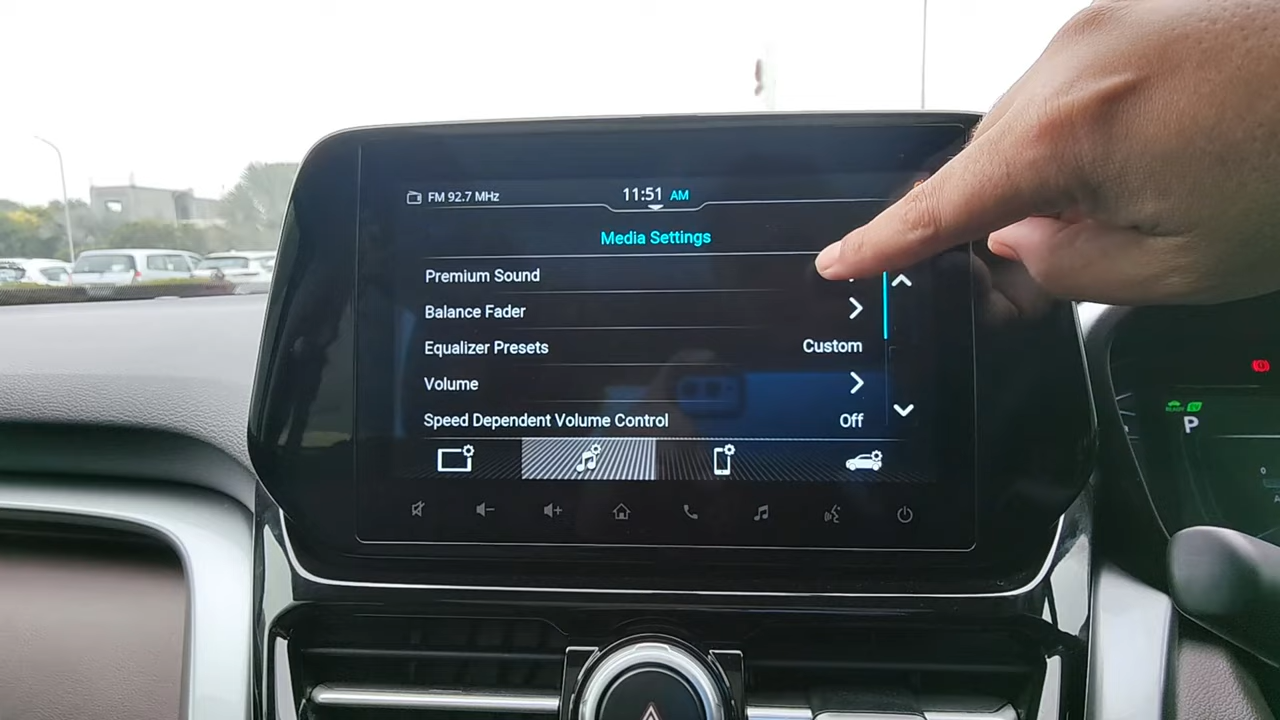 FM 92.7 MHz 11:51 AM
Media Settings
Premium Sound
Balance Fader
Equalizer Presets Custom
Volume
Speed Dependent Volume Control Off
READY
P